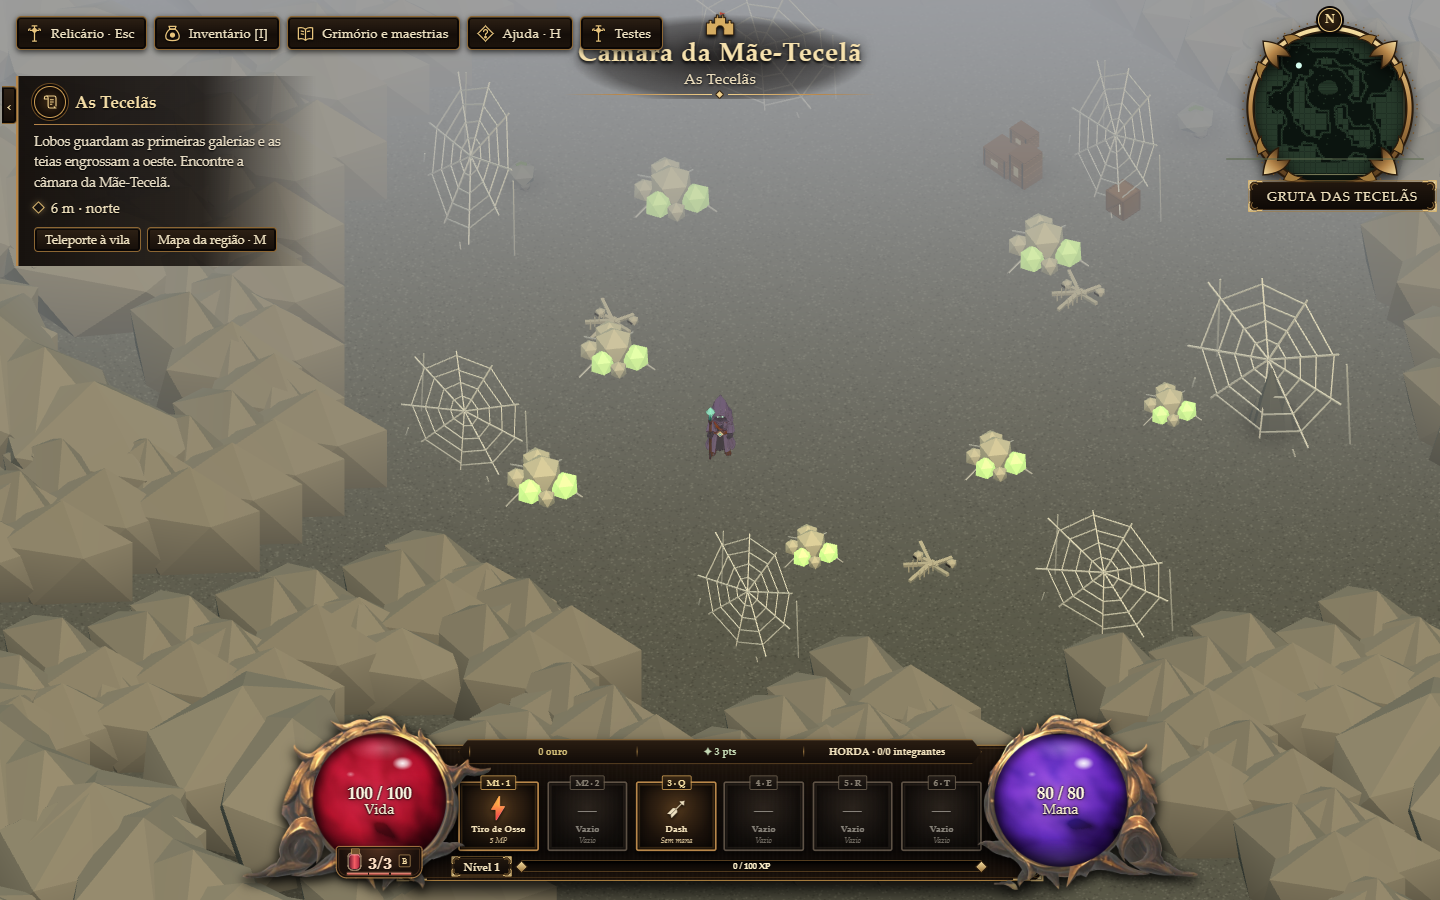 Relicário · Esc
Inventário [I]
Grimório e maestrias
Ajuda · H
Testes
Câmara da Mãe-Tecelã
As Tecelãs
N
GRUTA DAS TECELÃS
‹
As Tecelãs
Lobos guardam as primeiras galerias e as
teias engrossam a oeste. Encontre a
câmara da Mãe-Tecelã.
6 m · norte
Teleporte à vila
Mapa da região · M
0 ouro
3 pts
HORDA · 0/0 integrantes
100 / 100
Vida
M1 · 1
Tiro de Osso
5 MP
M2 · 2
Vazio
Vazio
3 · Q
Dash
Sem mana
4 · E
Vazio
Vazio
5 · R
Vazio
Vazio
6 · T
Vazio
Vazio
80 / 80
Mana
3/3
B
Nível 1
0 / 100 XP